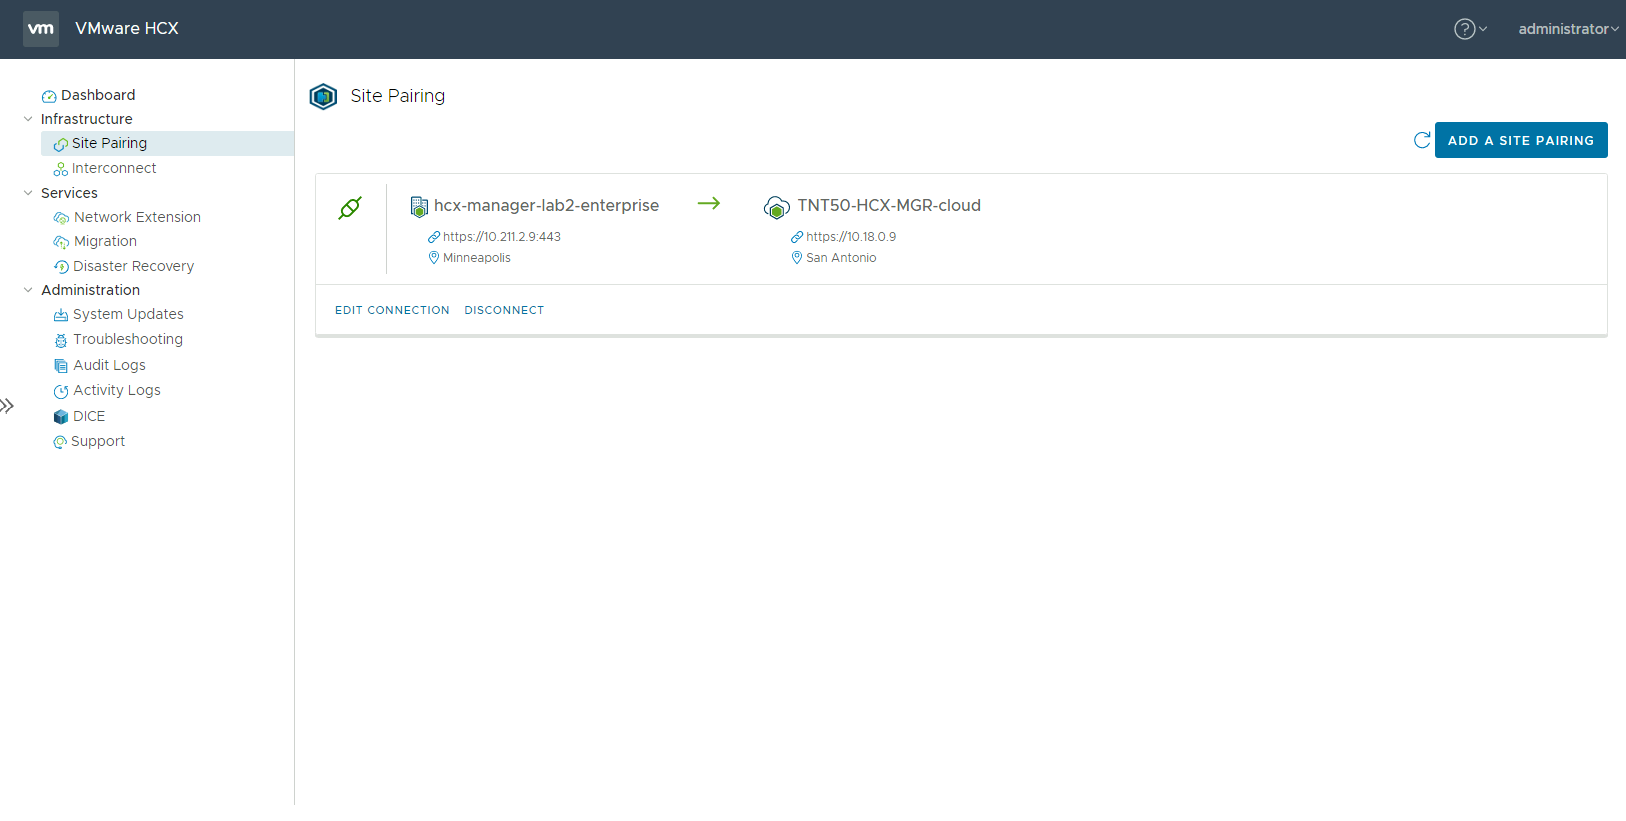 vm VMware HCX
? administrator
Dashboard
Infrastructure
Site Pairing
Interconnect
Services
Network Extension
Migration
Disaster Recovery
Administration
System Updates
Troubleshooting
Audit Logs
Activity Logs
DICE
Support
Site Pairing
ADD A SITE PAIRING
hcx-manager-lab2-enterprise
https://10.211.2.9:443
Minneapolis
TNT50-HCX-MGR-cloud
https://10.18.0.9
San Antonio
EDIT CONNECTION DISCONNECT